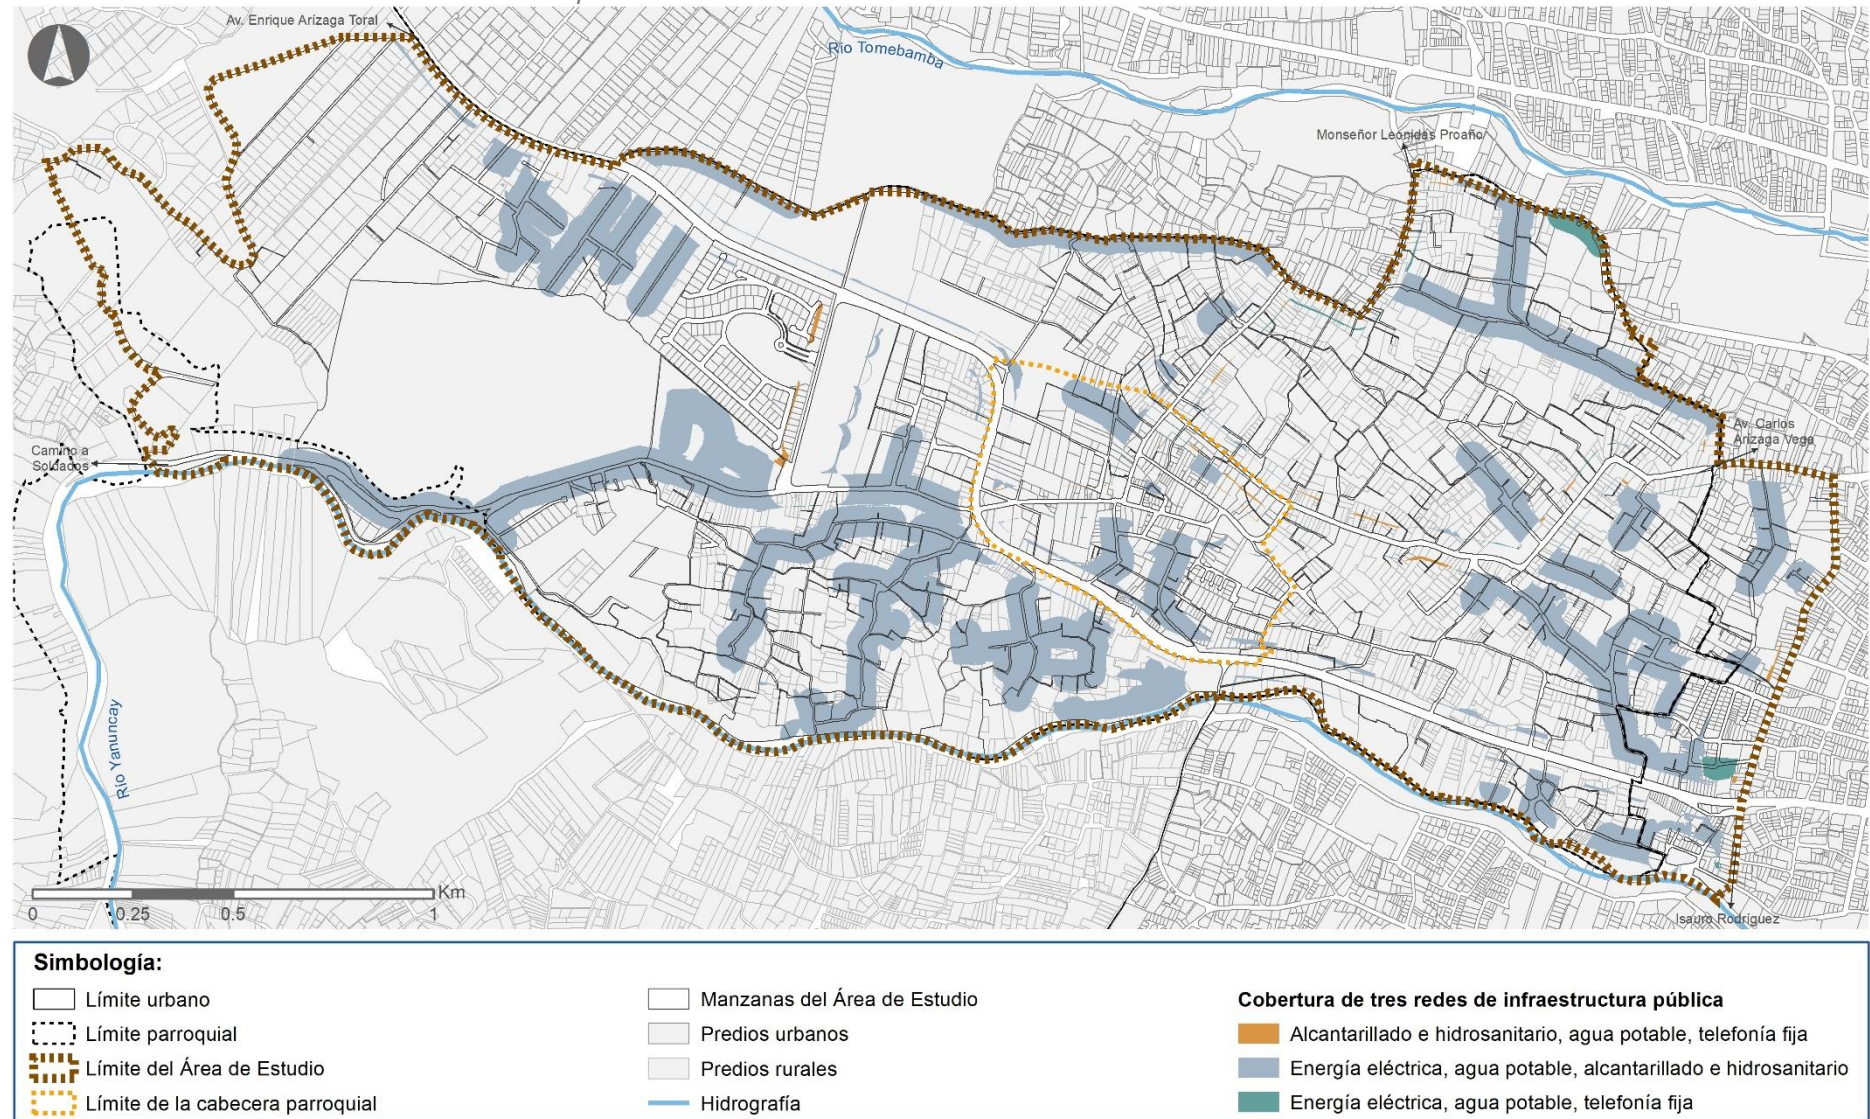 Av. Enrique Arízaga Toral
Río Tomebamba
Monseñor Leonidas Proaño
Av. Carlos
Arízaga Vega
Camino a
Soldados
Río Yanuncay
Isauro Rodríguez
Km
0
0.25
0.5
1
Simbología:
Límite urbano
Límite parroquial
Límite del Área de Estudio
Límite de la cabecera parroquial
Manzanas del Área de Estudio
Predios urbanos
Predios rurales
Hidrografía
Cobertura de tres redes de infraestructura pública
Alcantarillado e hidrosanitario, agua potable, telefonía fija
Energía eléctrica, agua potable, alcantarillado e hidrosanitario
Energía eléctrica, agua potable, telefonía fija